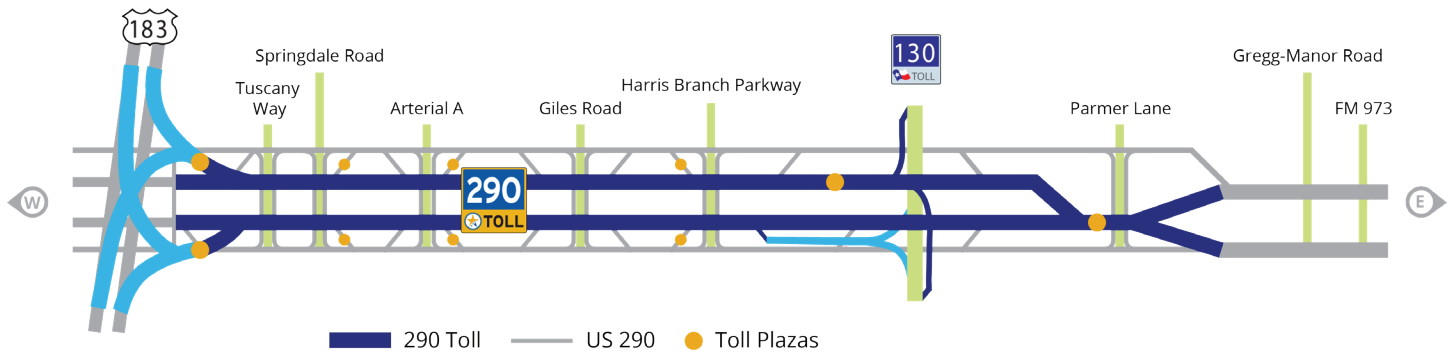 183
Springdale Road
Tuscany
Way
Arterial A
Giles Road
Harris Branch Parkway
130
TOLL
Parmer Lane
Gregg-Manor Road
FM 973
W
290
TOLL
E
290 Toll
US 290
Toll Plazas